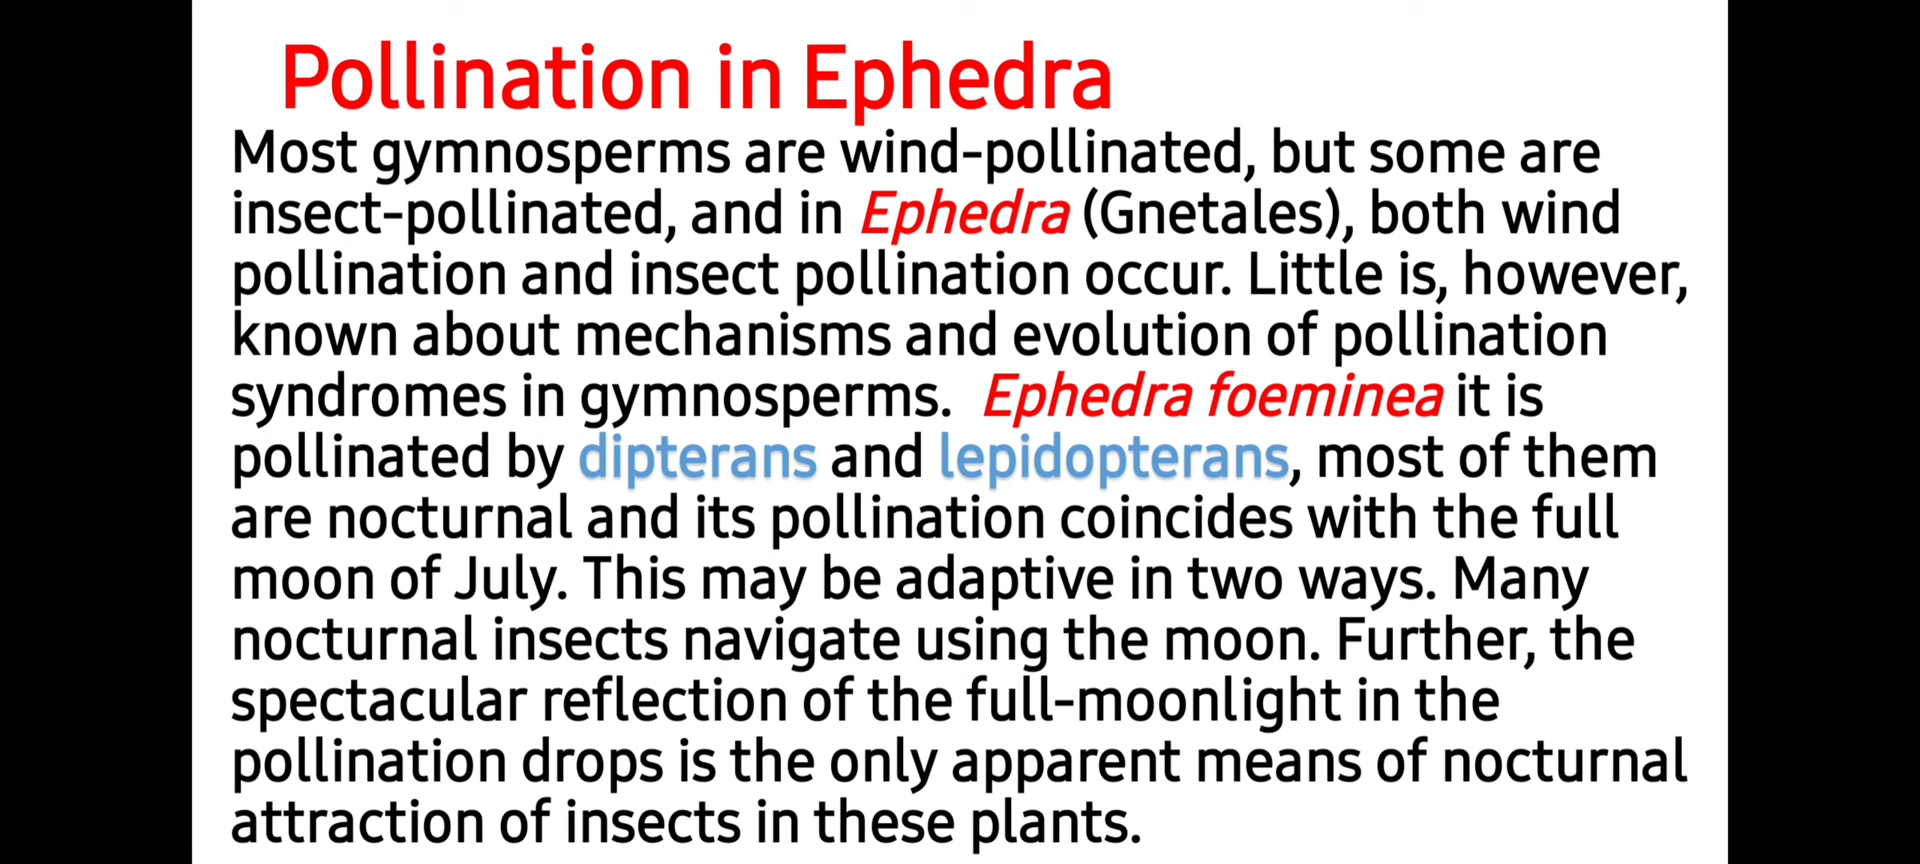 Pollination in Ephedra
Most gymnosperms are wind-pollinated, but some are
insect-pollinated, and in Ephedra (Gnetales), both wind
pollination and insect pollination occur. Little is, however,
known about mechanisms and evolution of pollination
syndromes in gymnosperms. Ephedra foeminea it is
pollinated by dipterans and lepidopterans, most of them
are nocturnal and its pollination coincides with the full
moon of July. This may be adaptive in two ways. Many
nocturnal insects navigate using the moon. Further, the
spectacular reflection of the full-moonlight in the
pollination drops is the only apparent means of nocturnal
attraction of insects in these plants.